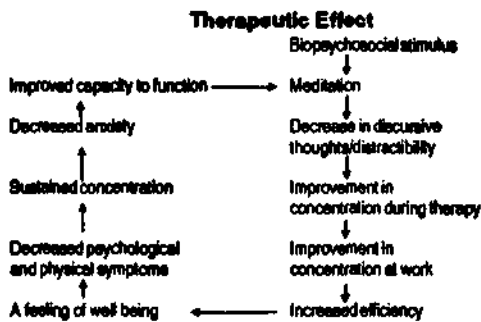 Therapeutic Effect
Biopsychosocial stimulus
Improved capacity to function
Meditation
Decreased anxiety
Decrease in discursive
thoughts/distractibility
Sustained concentration
Improvement in
concentration during therapy
Decreased psychological
and physical symptoms
Improvement in
concentration at work
A feeling of well being
Increased efficiency